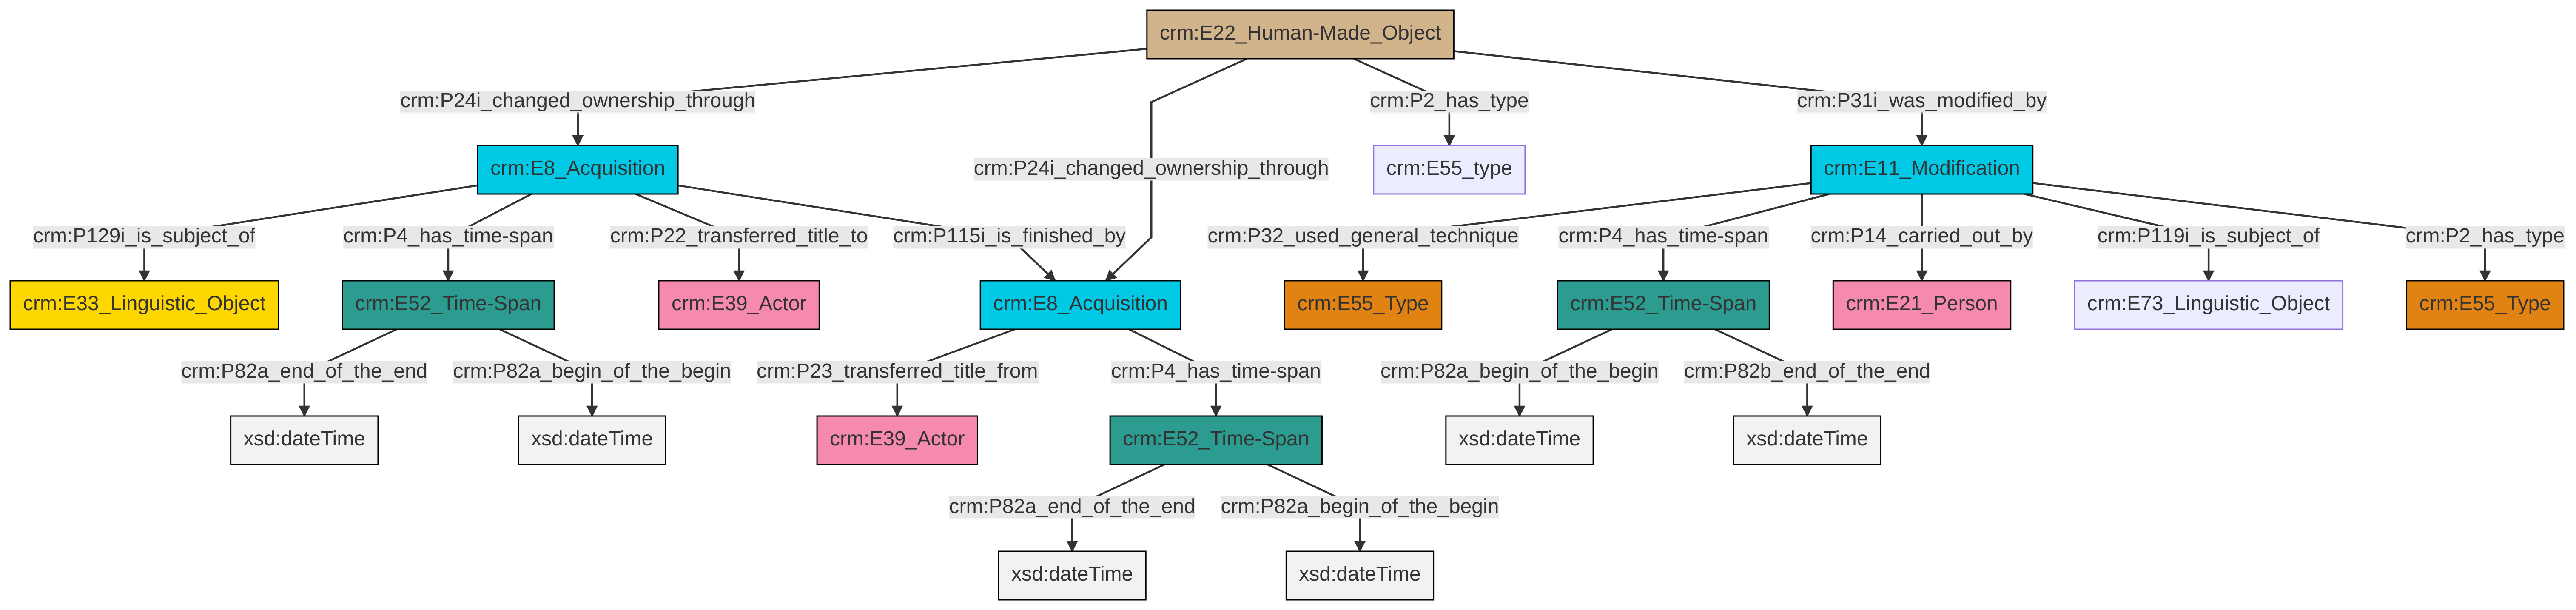 crm:E22_Human-Made_Object
crm:P24i_changed_ownership_through
crm:P2_has_type
crm:P31i_was_modified_by
crm:E8_Acquisition
crm:P24i_changed_ownership_through
crm:E55_type
crm:E11_Modification
crm:P129i_is_subject_of
crm:P4_has_time-span
crm:P22_transferred_title_to
crm:P115i_is_finished_by
crm:P32_used_general_technique
crm:P4_has_time-span
crm:P14_carried_out_by
crm:P119i_is_subject_of
crm:P2_has_type
crm:E33_Linguistic_Object
crm:E52_Time-Span
crm:E39_Actor
crm:E8_Acquisition
crm:E55_Type
crm:E52_Time-Span
crm:E21_Person
crm:E73_Linguistic_Object
crm:E55_Type
crm:P82a_end_of_the_end
crm:P82a_begin_of_the_begin
crm:P23_transferred_title_from
crm:P4_has_time-span
crm:P82a_begin_of_the_begin
crm:P82b_end_of_the_end
xsd:dateTime
xsd:dateTime
crm:E39_Actor
crm:E52_Time-Span
xsd:dateTime
xsd:dateTime
crm:P82a_end_of_the_end
crm:P82a_begin_of_the_begin
xsd:dateTime
xsd:dateTime